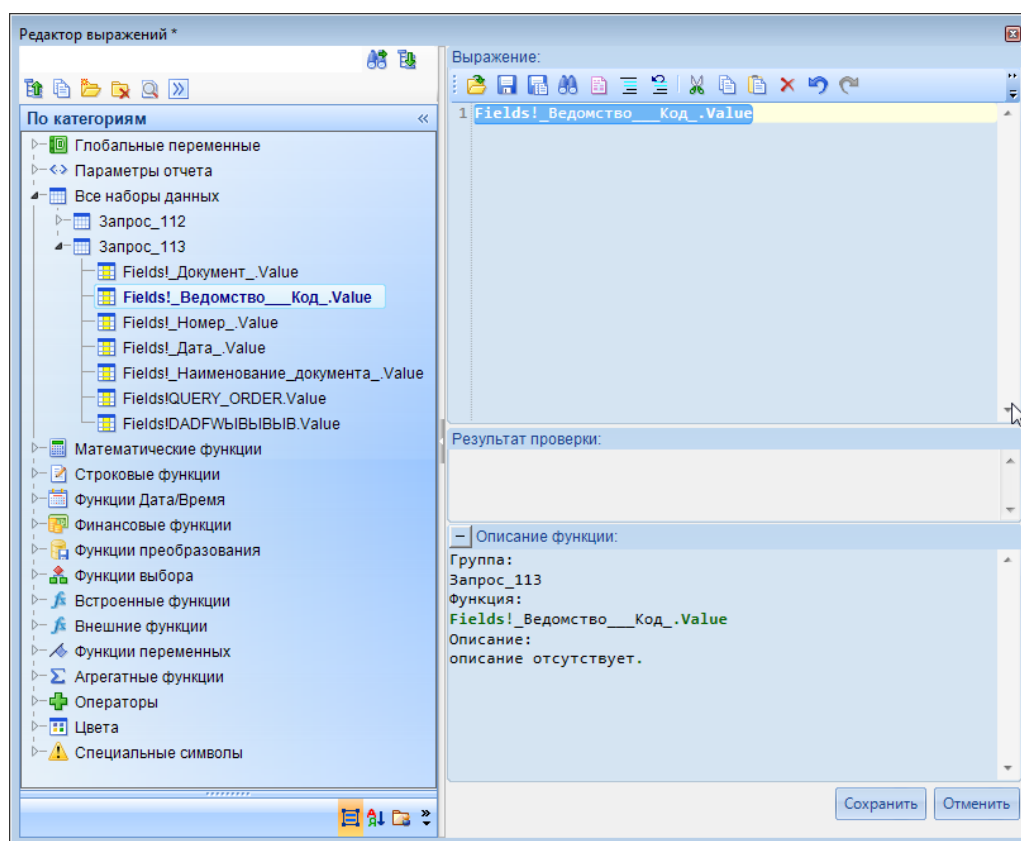 Редактор выражений *
По категориям
Глобальные переменные
Параметры отчета
Все наборы данных
Запрос_112
Запрос_113
Fields!_Документ_.Value
Fields!_Ведомство___Код_.Value
Fields!_Номер_.Value
Fields!_Дата_.Value
Fields!_Наименование_документа_.Value
Fields!QUERY_ORDER.Value
Fields!DADFWЫВЫВЫВ.Value
Математические функции
Строковые функции
Функции Дата/Время
Финансовые функции
Функции преобразования
Функции выбора
Встроенные функции
Внешние функции
Функции переменных
Агрегатные функции
Операторы
Цвета
Специальные символы
Выражение:
1 Fields!_Ведомство___Код_.Value
Результат проверки:
Описание функции:
Группа:
Запрос_113
Функция:
Fields!_Ведомство___Код_.Value
Описание:
описание отсутствует.
Сохранить Отменить